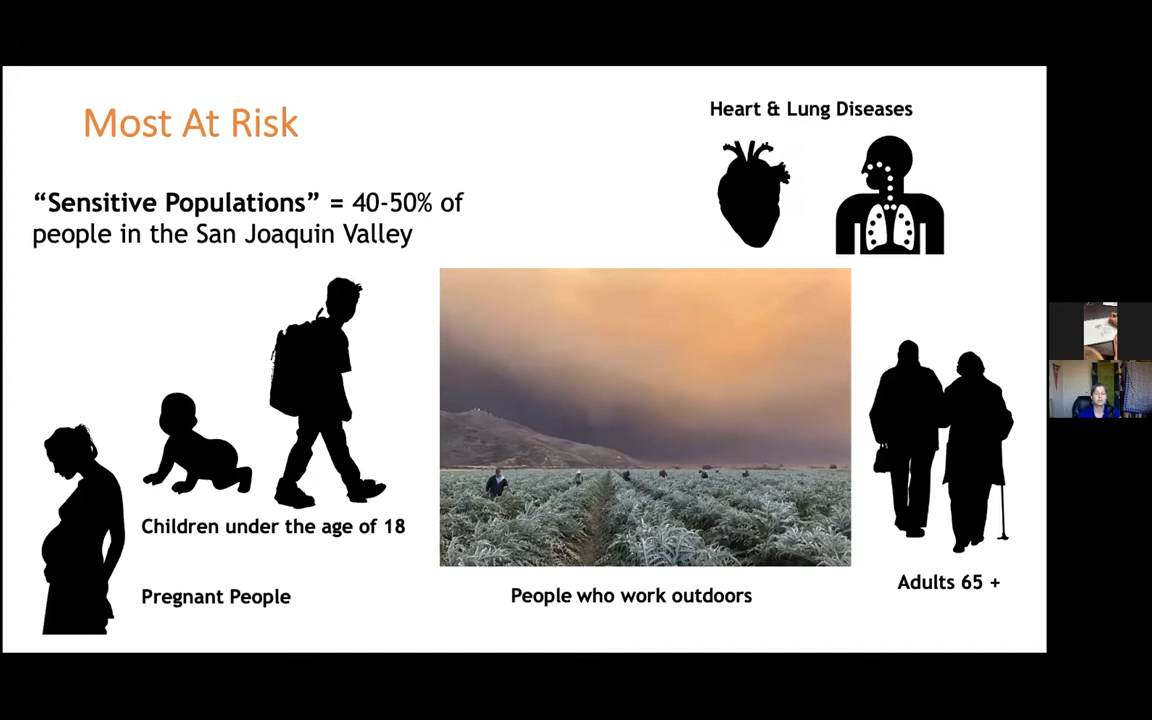 Most At Risk
Heart & Lung Diseases
“Sensitive Populations” = 40-50% of
people in the San Joaquin Valley
Children under the age of 18
Pregnant People
People who work outdoors
Adults 65 +